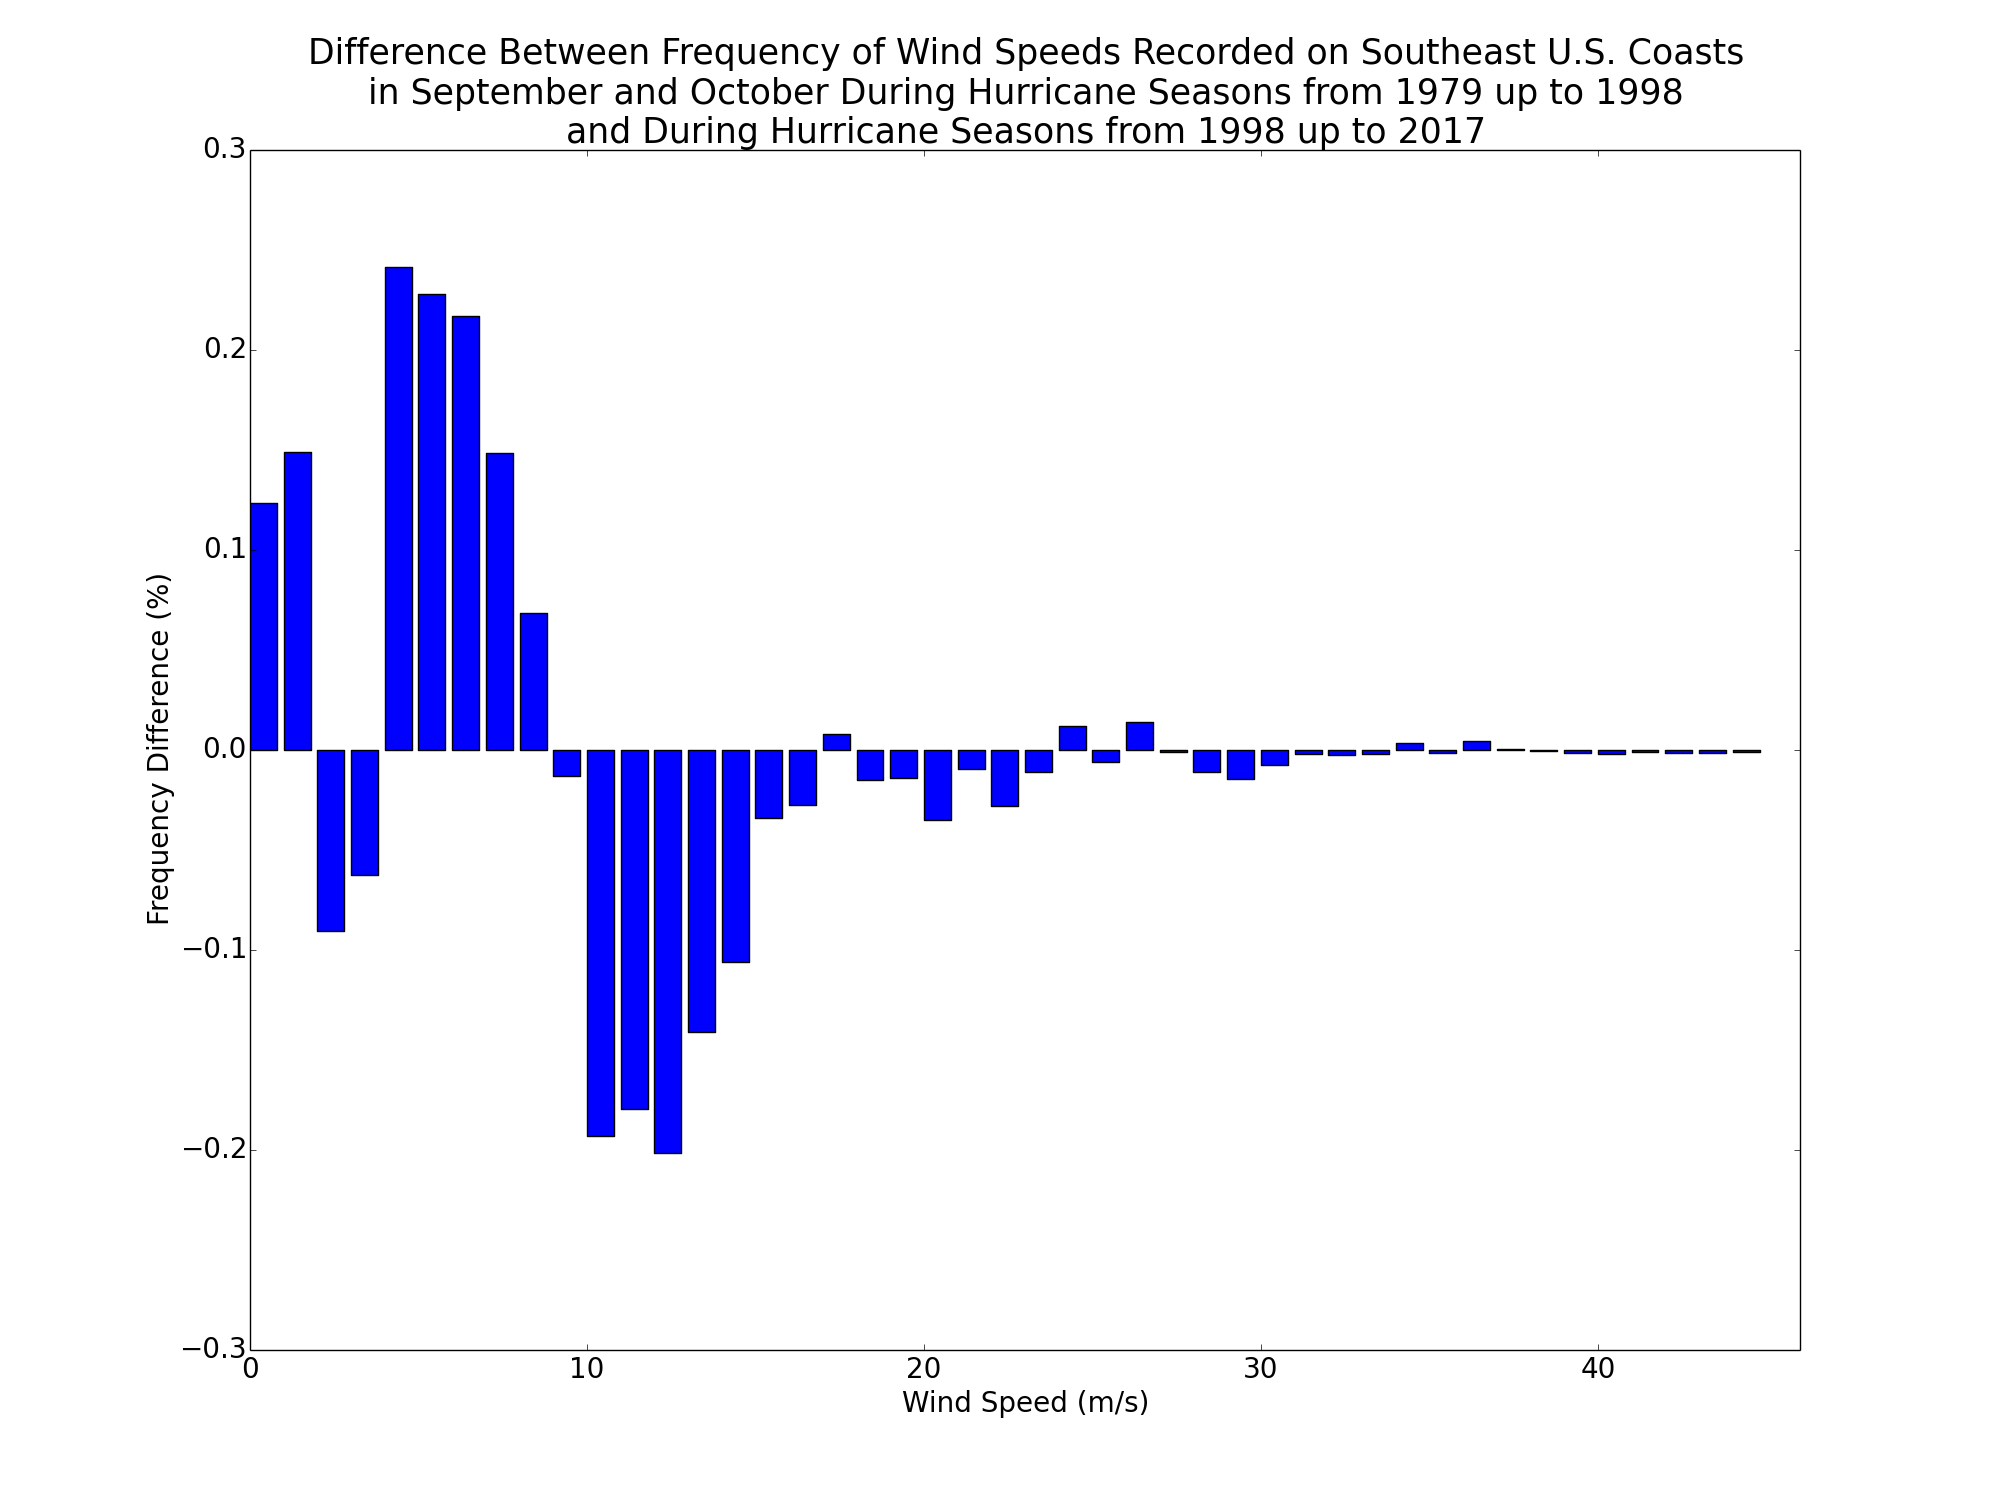 Difference Between Frequency of Wind Speeds Recorded on Southeast U.S. Coasts
in September and October During Hurricane Seasons from 1979 up to 1998
and During Hurricane Seasons from 1998 up to 2017
0.3
0.2
0.1
0.0
−0.1
−0.2
−0.3
Frequency Difference (%)
0 10 20 30 40
Wind Speed (m/s)